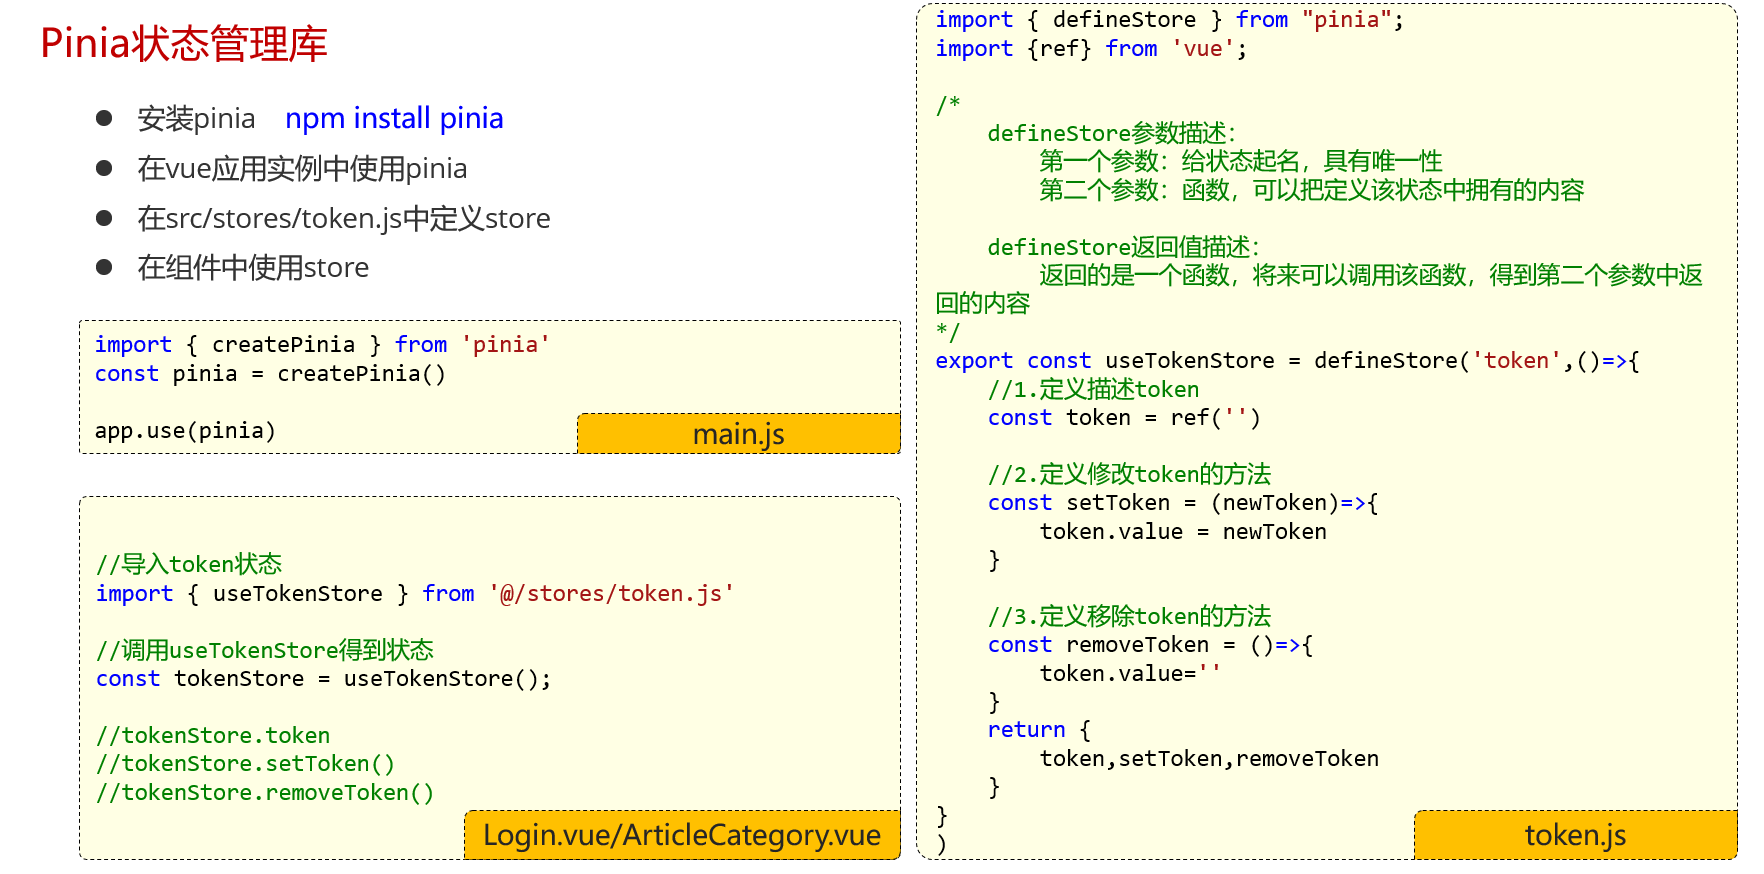 Pinia状态管理库
● 安装pinia npm install pinia
● 在vue应用实例中使用pinia
● 在src/stores/token.js中定义store
● 在组件中使用store
import { createPinia } from 'pinia'
const pinia = createPinia()
app.use(pinia)
main.js
//导入token状态
import { useTokenStore } from '@/stores/token.js'
//调用useTokenStore得到状态
const tokenStore = useTokenStore();
//tokenStore.token
//tokenStore.setToken()
//tokenStore.removeToken()
Login.vue/ArticleCategory.vue
import { defineStore } from "pinia";
import {ref} from 'vue';
/*
    defineStore参数描述:
        第一个参数: 给状态起名, 具有唯一性
        第二个参数: 函数, 可以把定义该状态中拥有的内容
    defineStore返回值描述:
        返回的是一个函数, 将来可以调用该函数, 得到第二个参数中返
回的内容
*/
export const useTokenStore = defineStore('token',()=>{
    //1.定义描述token
    const token = ref('')
    //2.定义修改token的方法
    const setToken = (newToken)=>{
        token.value = newToken
    }
    //3.定义移除token的方法
    const removeToken = ()=>{
        token.value=''
    }
    return {
        token,setToken,removeToken
    }
}
)
token.js